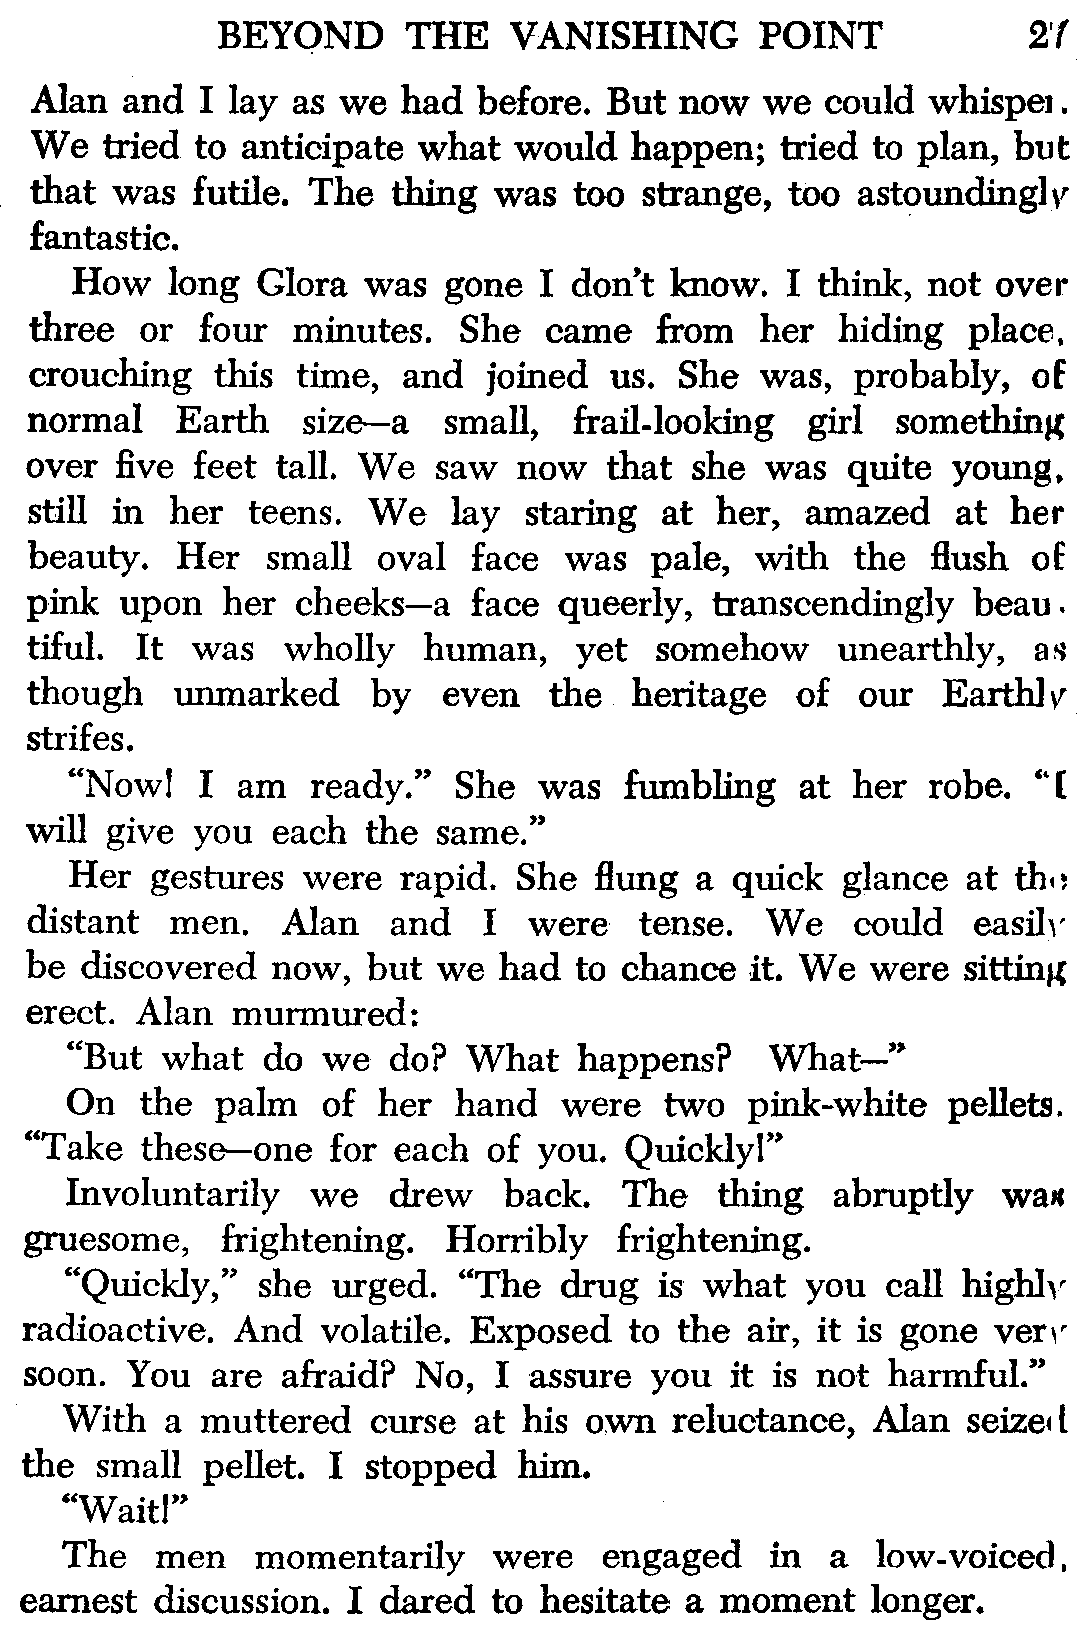 BEYOND THE VANISHING POINT 27
Alan and I lay as we had before. But now we could whisper.
We tried to anticipate what would happen; tried to plan, but
that was futile. The thing was too strange, too astoundingly
fantastic.
How long Glora was gone I don't know. I think, not over
three or four minutes. She came from her hiding place,
crouching this time, and joined us. She was, probably, of
normal Earth size—a small, frail-looking girl something
over five feet tall. We saw now that she was quite young,
still in her teens. We lay staring at her, amazed at her
beauty. Her small oval face was pale, with the flush of
pink upon her cheeks—a face queerly, transcendingly beau-
tiful. It was wholly human, yet somehow unearthly, as
though unmarked by even the heritage of our Earthly
strifes.
“Now! I am ready.” She was fumbling at her robe. “I
will give you each the same.”
Her gestures were rapid. She flung a quick glance at the
distant men. Alan and I were tense. We could easily
be discovered now, but we had to chance it. We were sitting
erect. Alan murmured:
“But what do we do? What happens? What—”
On the palm of her hand were two pink-white pellets.
“Take these—one for each of you. Quickly!”
Involuntarily we drew back. The thing abruptly was
gruesome, frightening. Horribly frightening.
“Quickly,” she urged. “The drug is what you call highly
radioactive. And volatile. Exposed to the air, it is gone very
soon. You are afraid? No, I assure you it is not harmful.”
With a muttered curse at his own reluctance, Alan seized
the small pellet. I stopped him.
“Wait!”
The men momentarily were engaged in a low-voiced,
earnest discussion. I dared to hesitate a moment longer.